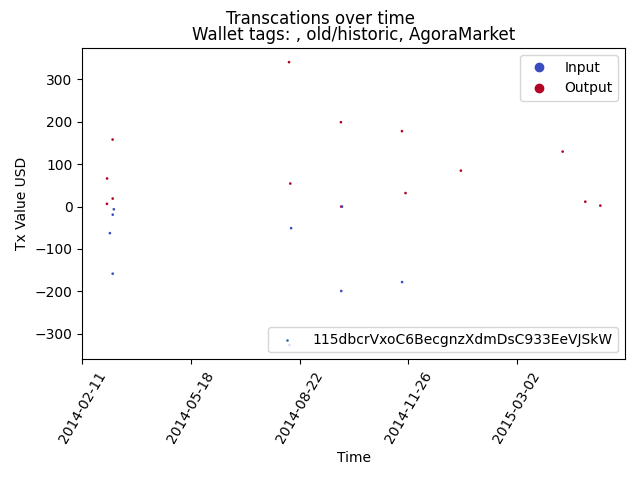 Transcations over time
Wallet tags: , old/historic, AgoraMarket
Input
Output
Tx Value USD
300
200
100
0
−100
−200
−300
115dbcrVxoC6BecgnzXdmDsC933EeVJSkW
2014-02-11
2014-05-18
2014-08-22
2014-11-26
2015-03-02
Time